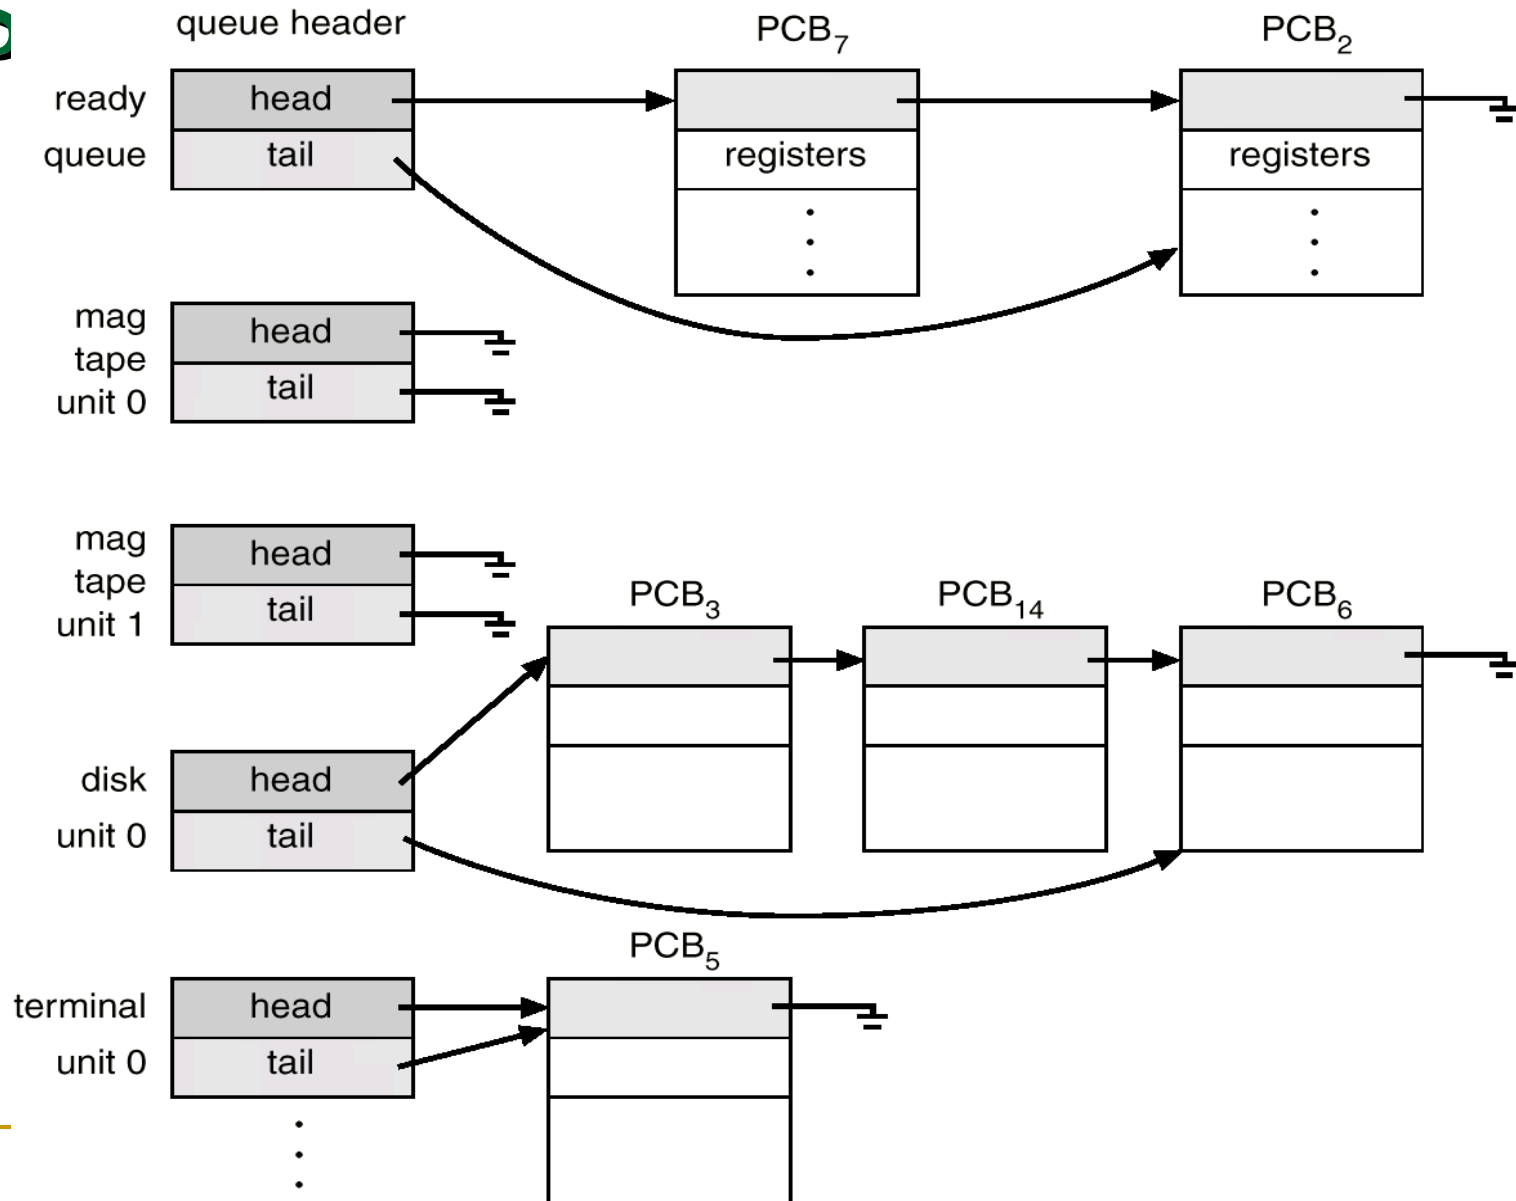 queue header
PCB7
PCB2
ready
queue
head
tail
registers
registers
mag
tape
unit 0
head
tail
mag
tape
unit 1
head
tail
PCB3
PCB14
PCB6
disk
unit 0
head
tail
PCB5
terminal
unit 0
head
tail